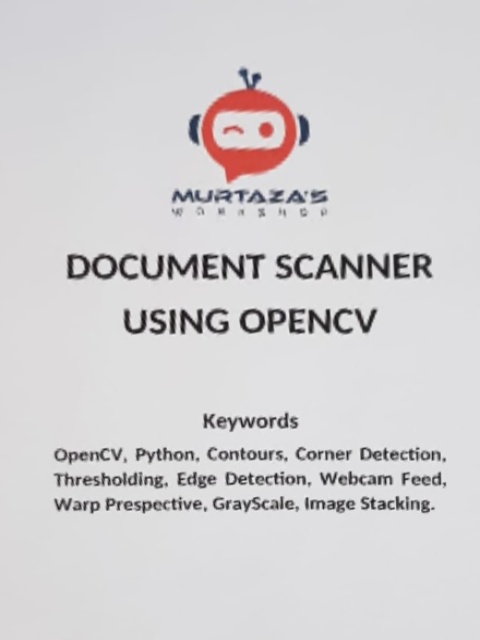 MURTAZA'S
WORKSHOP
DOCUMENT SCANNER
USING OPENCV
Keywords
OpenCV, Python, Contours, Corner Detection,
Thresholding, Edge Detection, Webcam Feed,
Warp Prespective, GrayScale, Image Stacking.